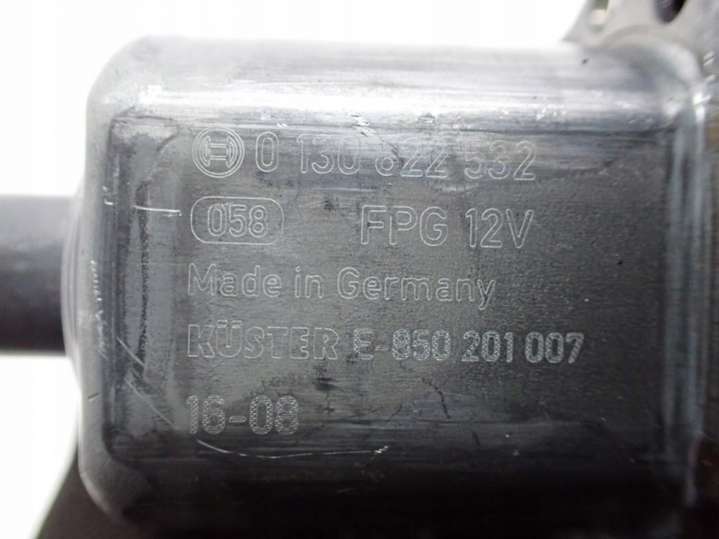 0 130 822 532
058 FPG 12V
Made in Germany
KÜSTER E-850 201 007
16-08